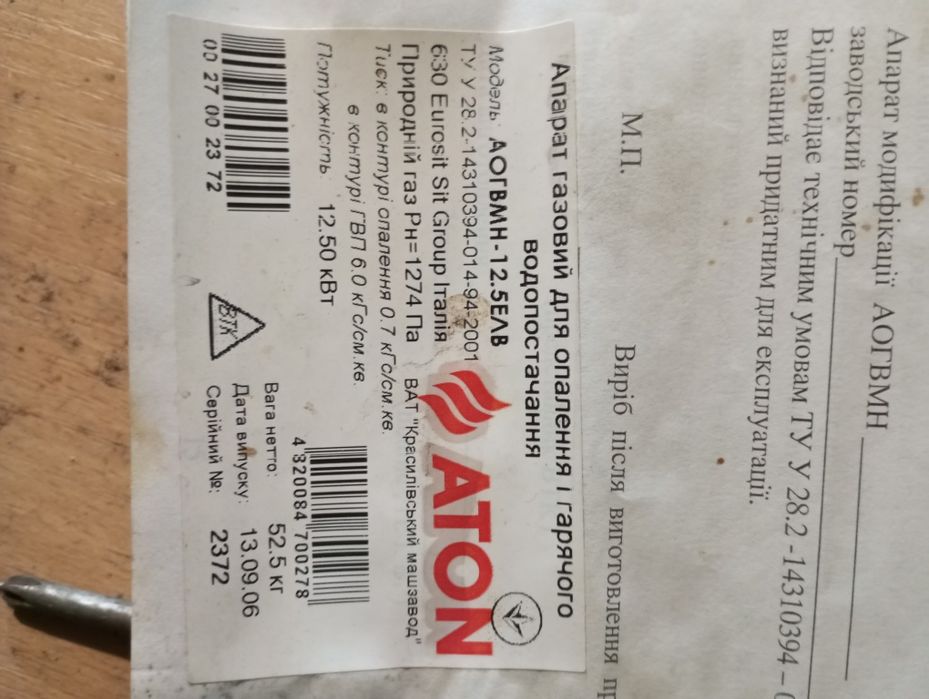 Апарат модифікації АОГВМН
заводський номер
Відповідає технічним умовам ТУ У 28.2 -14310394 –
визнаний придатним для експлуатації.
М.П.
Виріб після виготовлення
Апарат газовий для опалення і гарячого
водопостачання
Модель: АОГВМН - 12.5ЕЛВ
ТУ У 28.2-14310394-014-94-2001
630 Eurosit Sit Group Італія
Природній газ Рн=1274 Па
Тиск: в контурі опалення 0.7 кГс/см.кв.
в контурі ГВП 6.0 кГс/см.кв.
Потужність: 12.50 кВт
ATON
ВАТ "Красилівський машзавод"
00 27 00 23 72
ВТК
4 820084 700278
Вага нетто: 52.5 кг
Дата випуску: 13.09.06
Серійний №: 2372